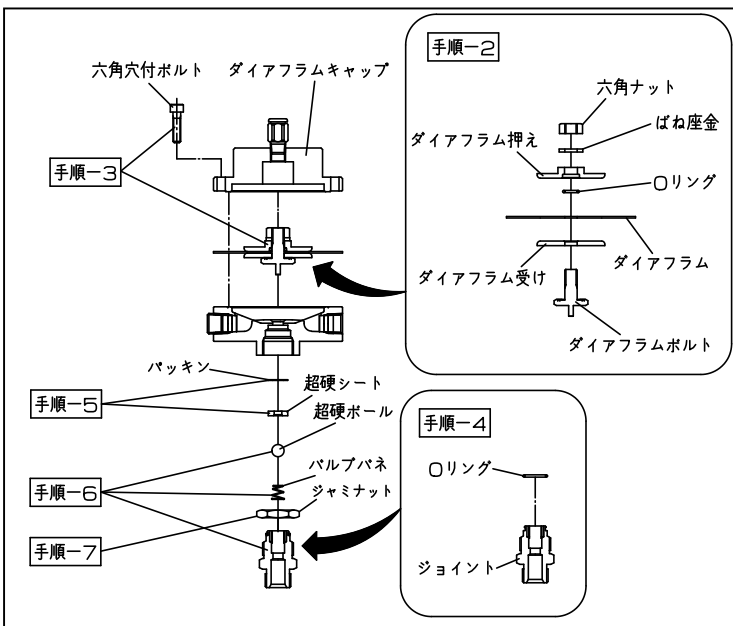 手順-2
六角穴付ボルト
ダイアフラムキャップ
六角ナット
ばね座金
ダイアフラム押え
Oリング
手順-3
ダイアフラム
ダイアフラム受け
ダイアフラムボルト
パッキン
超硬シート
手順-5
超硬ボール
手順-4
バルブバネ
Oリング
手順-6
ジャミナット
手順-7
ジョイント